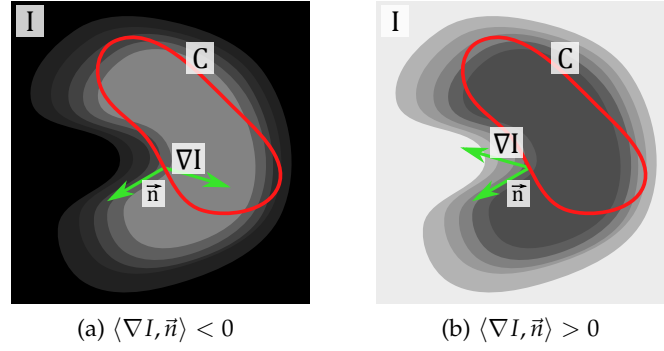 I
C
∇I
n⃗
(a) ⟨∇I, n⃗⟩ < 0
I
C
∇I
n⃗
(b) ⟨∇I, n⃗⟩ > 0